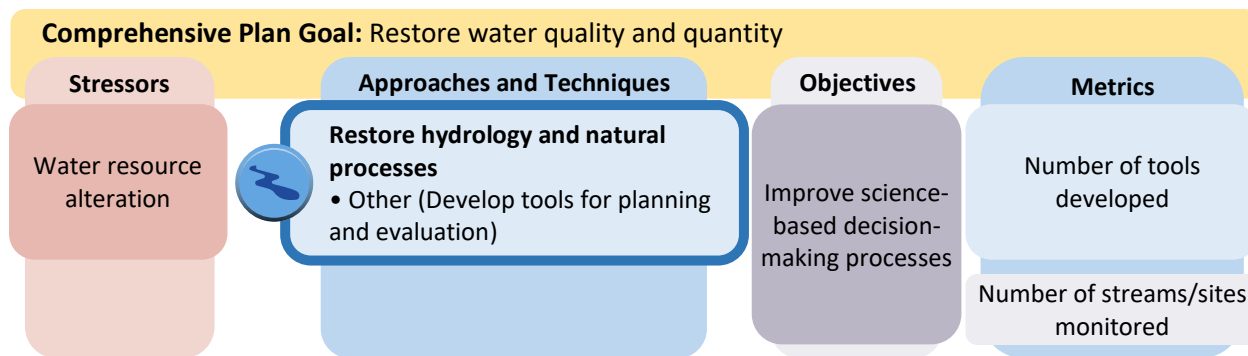 Comprehensive Plan Goal: Restore water quality and quantity
Stressors
Water resource
alteration
Approaches and Techniques
Restore hydrology and natural
processes
• Other (Develop tools for planning
and evaluation)
Objectives
Improve science-
based decision-
making processes
Metrics
Number of tools
developed
Number of streams/sites
monitored